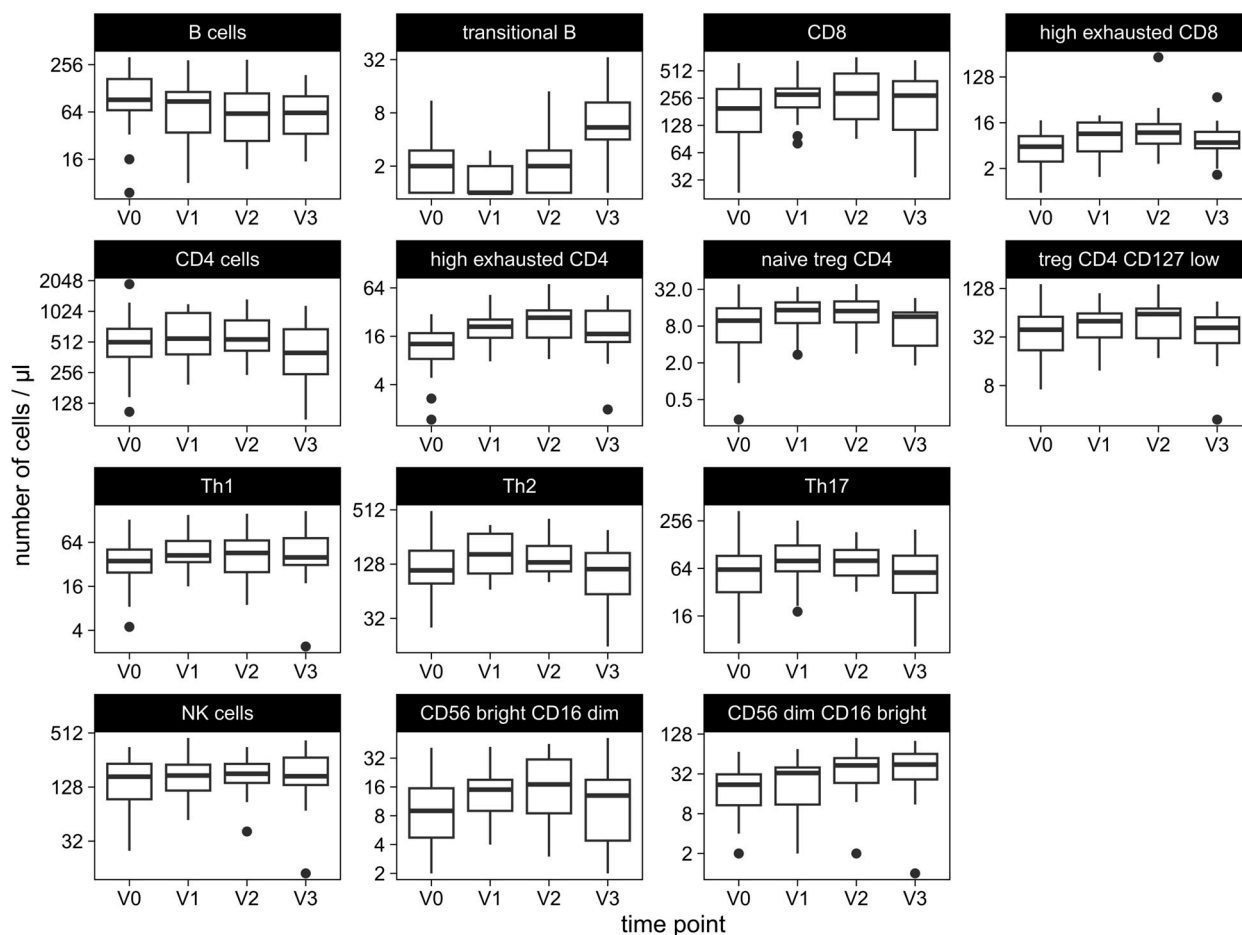 number of cells / µl
B cells
256
64
16
V0 V1 V2 V3
transitional B
32
8
2
V0 V1 V2 V3
CD8
512
256
128
64
32
V0 V1 V2 V3
high exhausted CD8
128
16
2
V0 V1 V2 V3
CD4 cells
2048
1024
512
256
128
V0 V1 V2 V3
high exhausted CD4
64
16
4
V0 V1 V2 V3
naive treg CD4
32.0
8.0
2.0
0.5
V0 V1 V2 V3
treg CD4 CD127 low
128
32
8
V0 V1 V2 V3
Th1
64
16
4
V0 V1 V2 V3
Th2
512
128
32
V0 V1 V2 V3
Th17
256
64
16
V0 V1 V2 V3
NK cells
512
128
32
V0 V1 V2 V3
CD56 bright CD16 dim
32
16
8
4
2
V0 V1 V2 V3
CD56 dim CD16 bright
128
32
8
2
V0 V1 V2 V3
time point